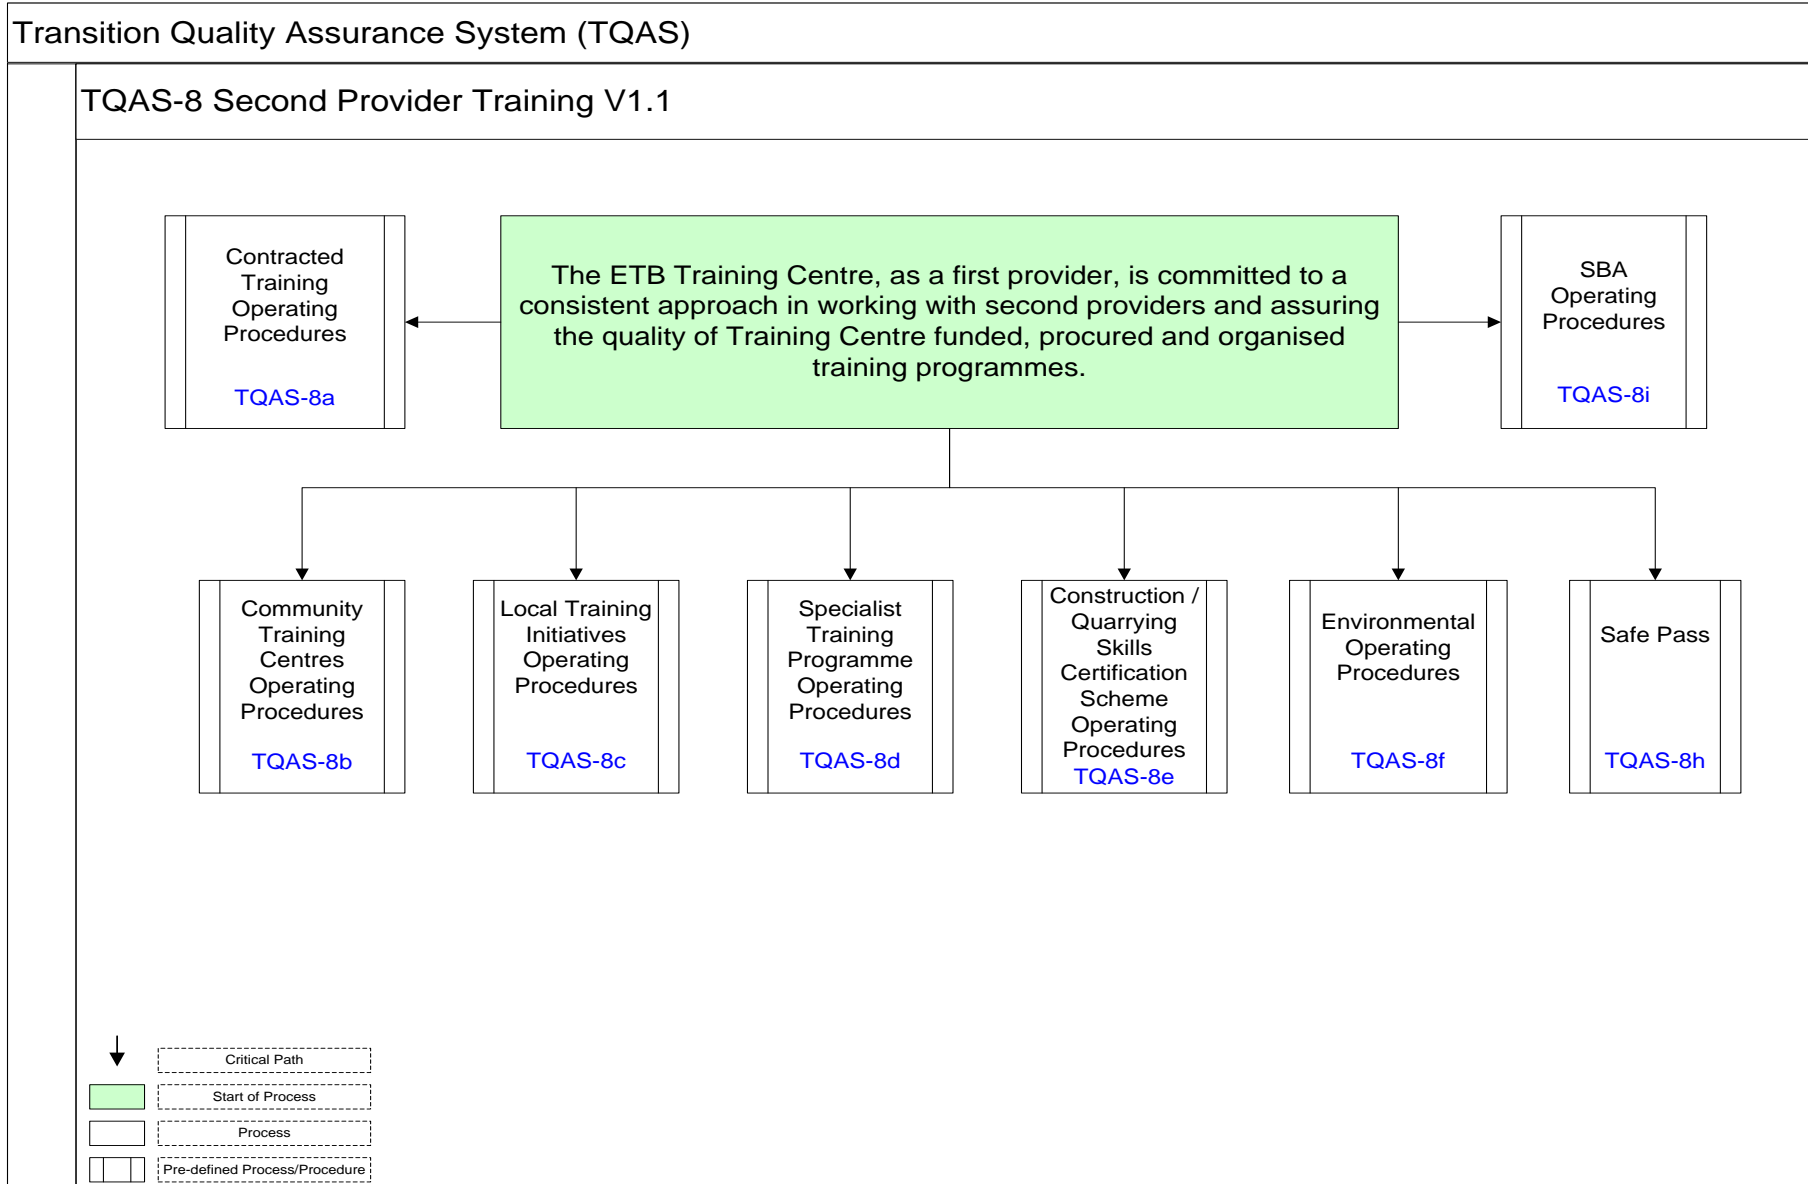 Transition Quality Assurance System (TQAS)
TQAS-8 Second Provider Training V1.1
Contracted
Training
Operating
Procedures
TQAS-8a
The ETB Training Centre, as a first provider, is committed to a
consistent approach in working with second providers and assuring
the quality of Training Centre funded, procured and organised
training programmes.
SBA
Operating
Procedures
TQAS-8i
Community
Training
Centres
Operating
Procedures
TQAS-8b
Local Training
Initiatives
Operating
Procedures
TQAS-8c
Specialist
Training
Programme
Operating
Procedures
TQAS-8d
Construction /
Quarrying
Skills
Certification
Scheme
Operating
Procedures
TQAS-8e
Environmental
Operating
Procedures
TQAS-8f
Safe Pass
TQAS-8h
Critical Path
Start of Process
Process
Pre-defined Process/Procedure